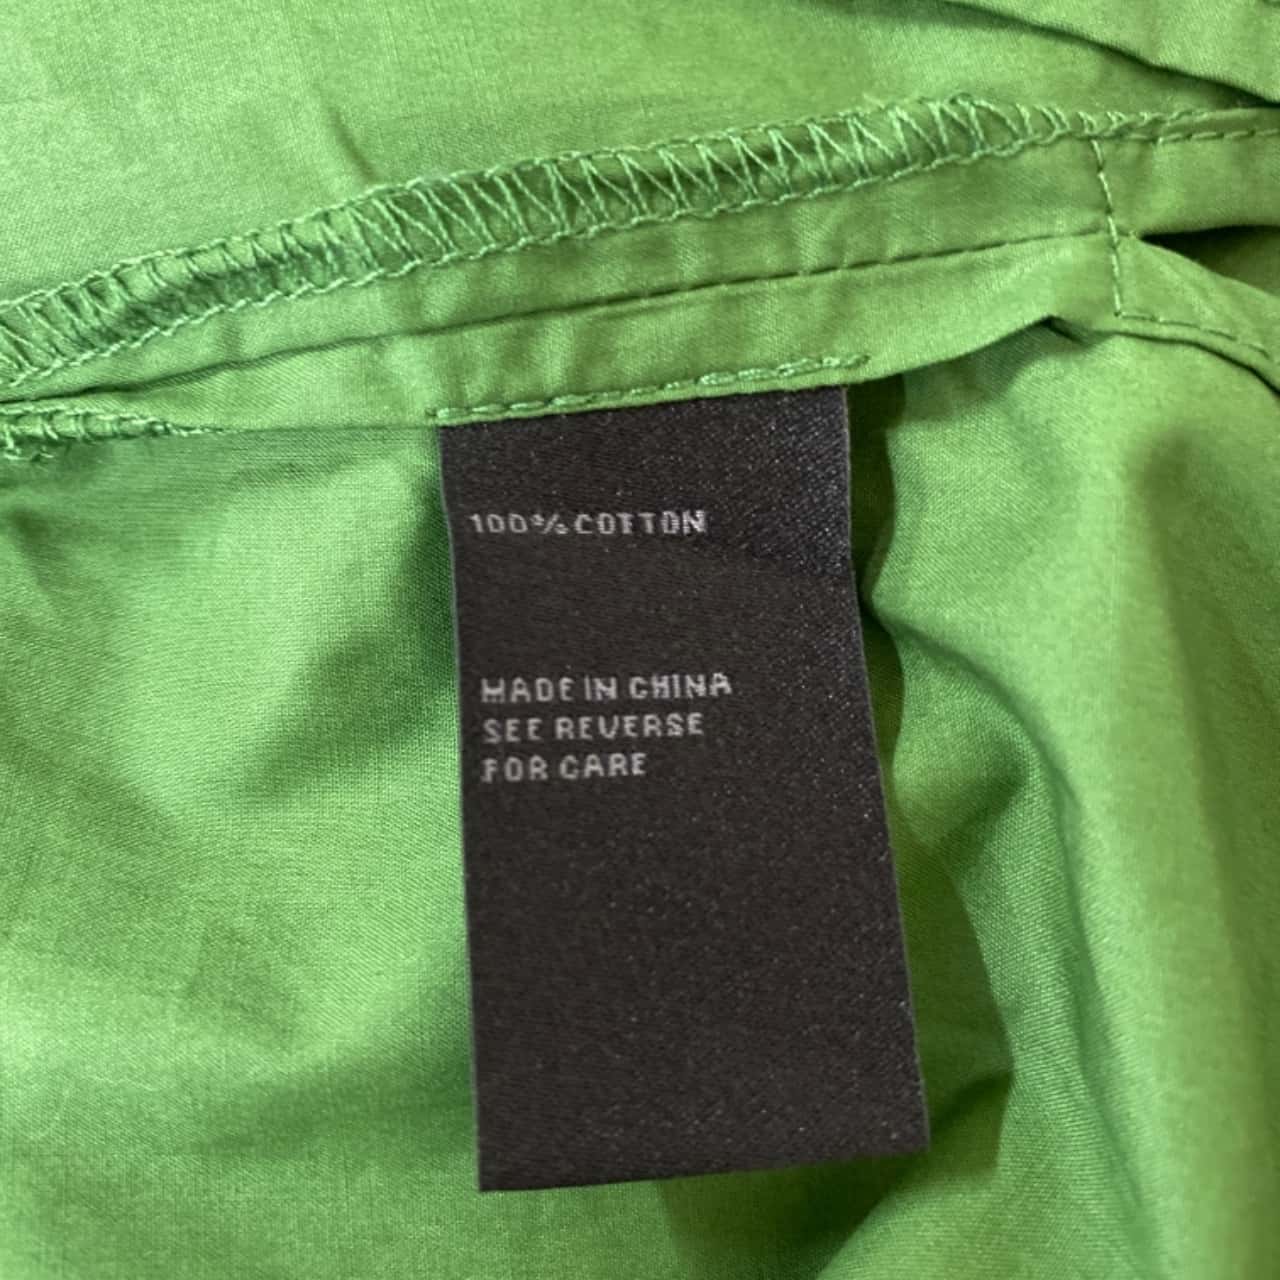 100% COTTON
MADE IN CHINA
SEE REVERSE
FOR CARE